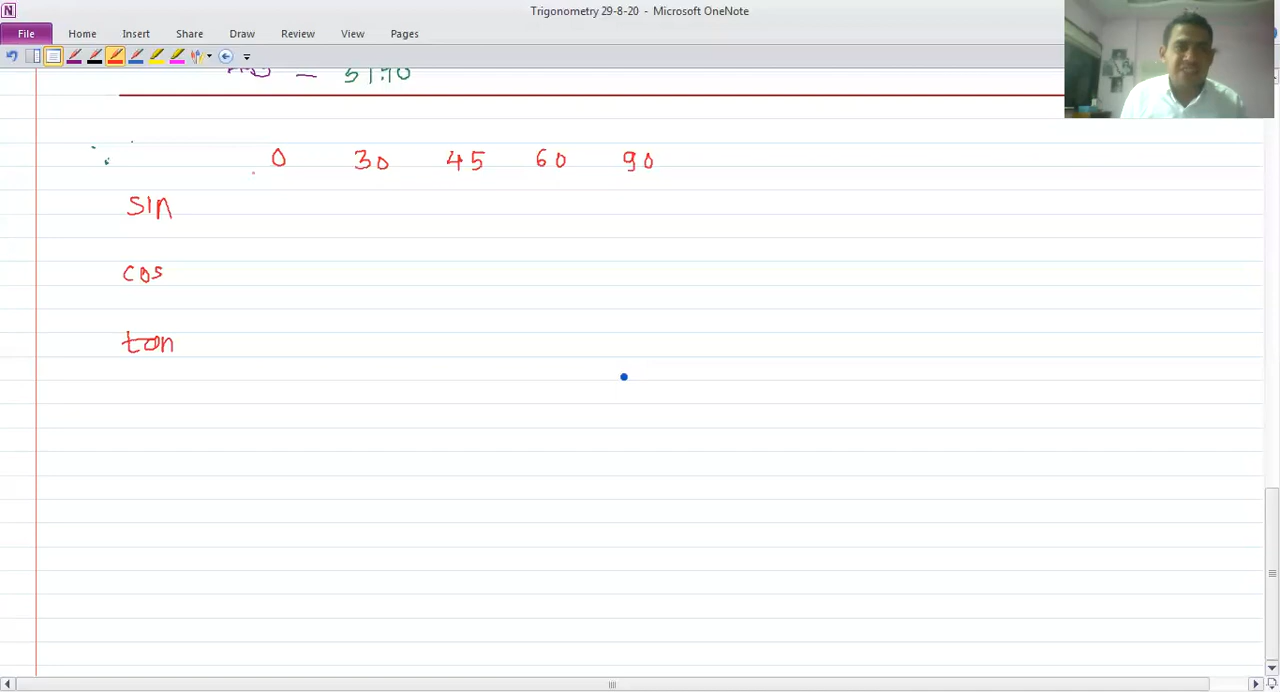 Trigonometry 29-8-20 - Microsoft OneNote
File Home Insert Share Draw Review View Pages
0 30 45 60 90
sin
cos
tan